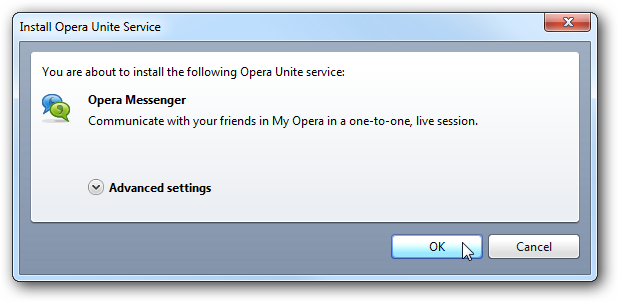 Install Opera Unite Service
You are about to install the following Opera Unite service:
Opera Messenger
Communicate with your friends in My Opera in a one-to-one, live session.
Advanced settings
OK
Cancel